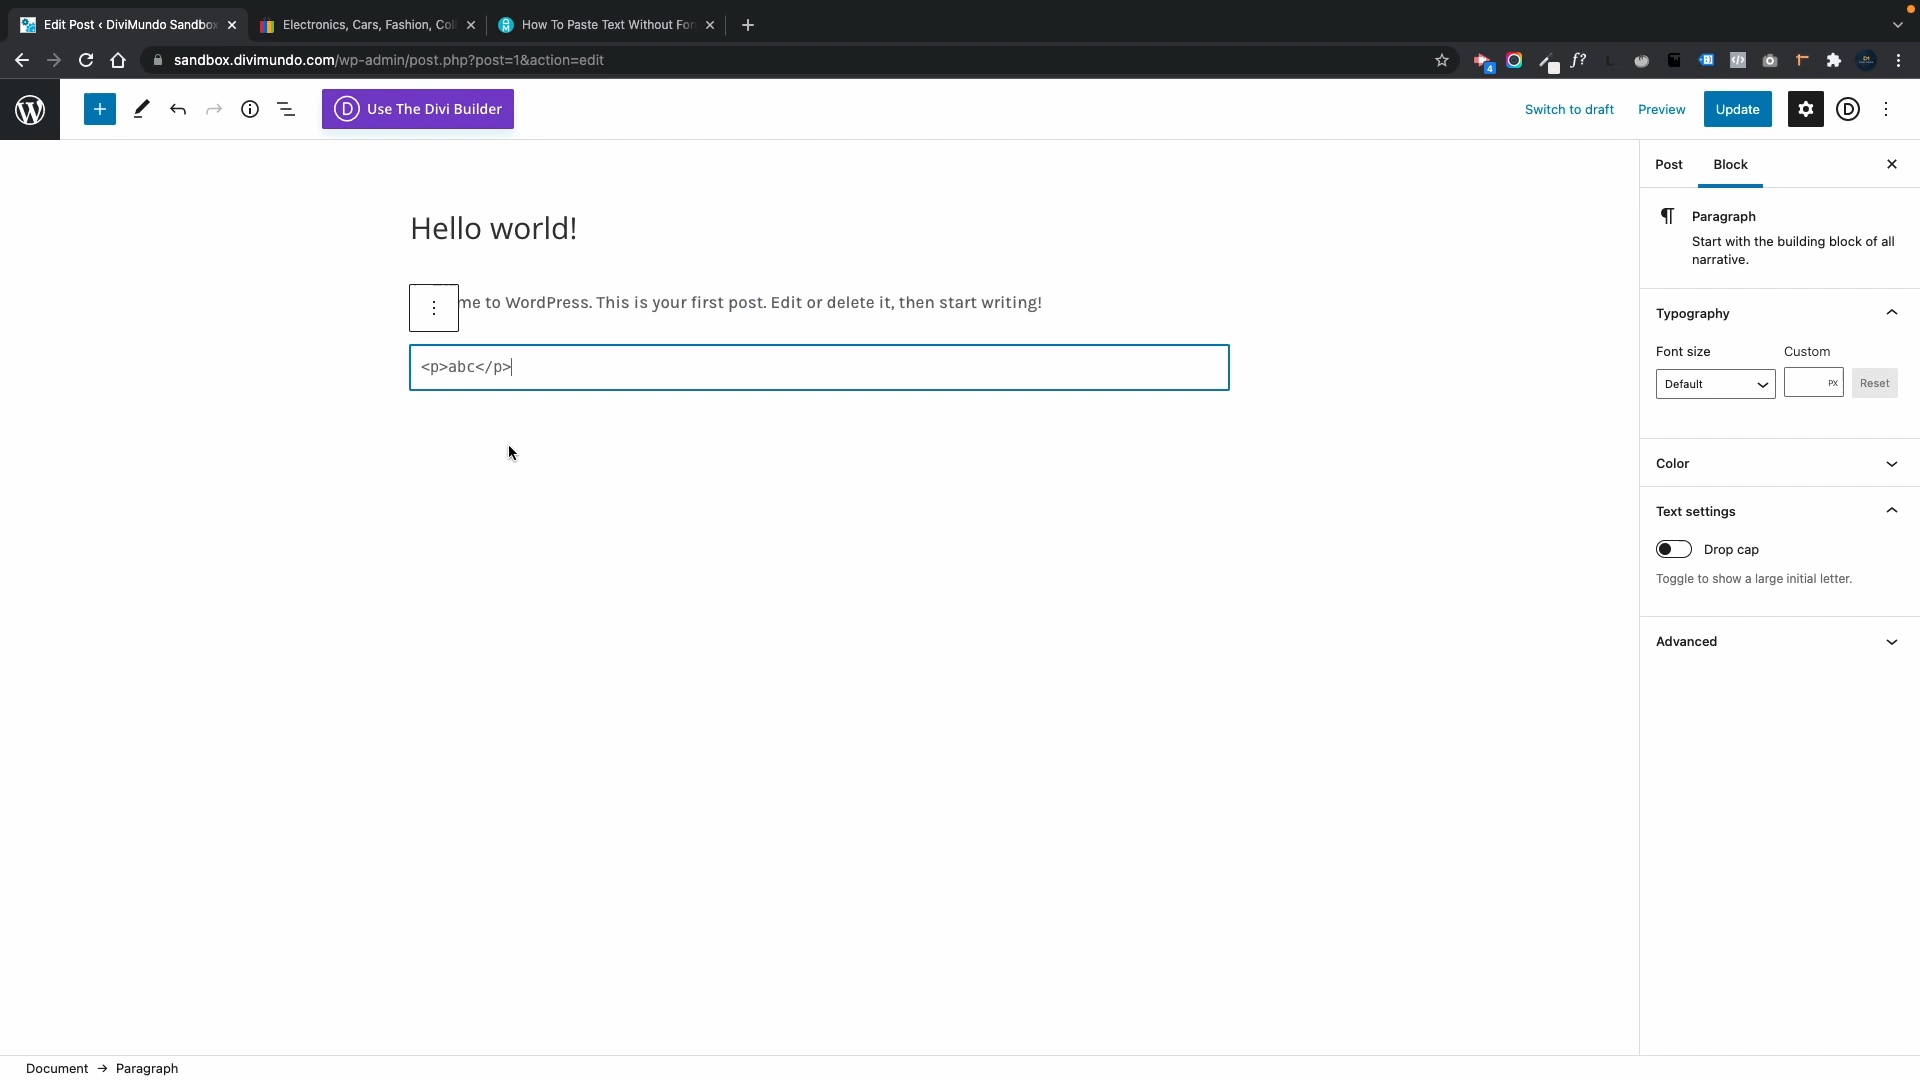 Edit Post ‹ DiviMundo Sandbox
Electronics, Cars, Fashion, Col
How To Paste Text Without For
sandbox.divimundo.com/wp-admin/post.php?post=1&action=edit
4
f?
Use The Divi Builder
Switch to draft
Preview
Update
Post
Block
Hello world!
Paragraph
Start with the building block of all
narrative.
me to WordPress. This is your first post. Edit or delete it, then start writing!
<p>abc</p>
Typography
Font size
Custom
Default
PX
Reset
Color
Text settings
Drop cap
Toggle to show a large initial letter.
Advanced
Document → Paragraph